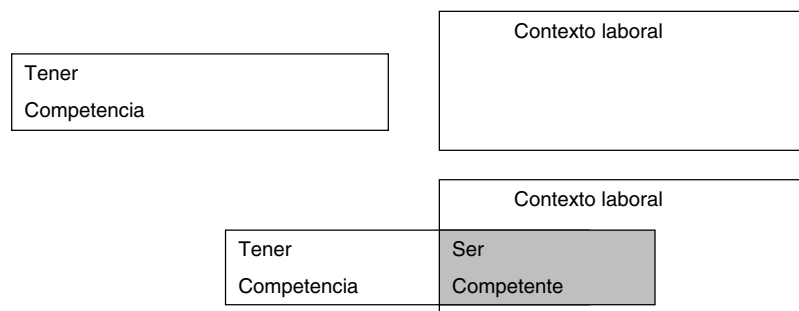 Contexto laboral
Tener
Competencia
Contexto laboral
Tener
Competencia
Ser
Competente